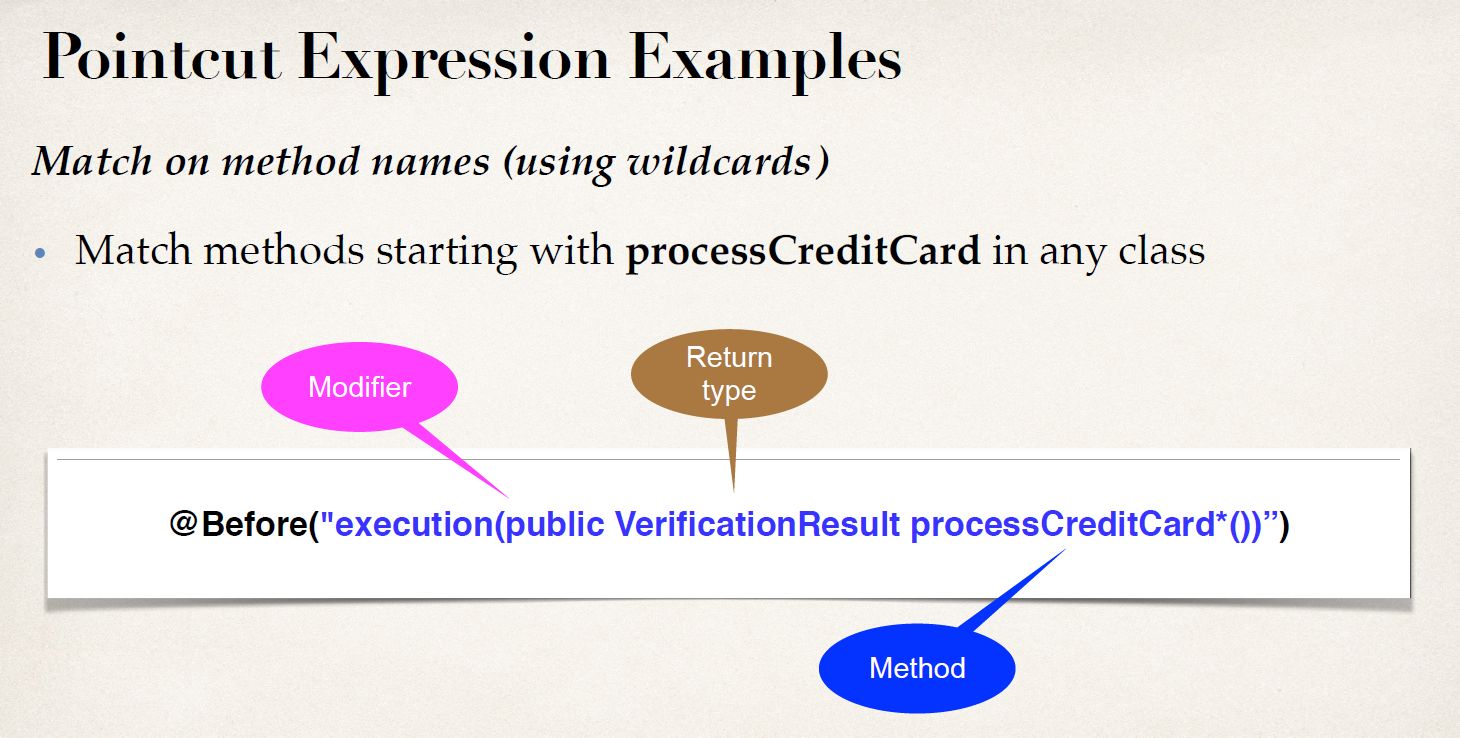 Pointcut Expression Examples
Match on method names (using wildcards)
• Match methods starting with processCreditCard in any class
Modifier
Return
type
@Before("execution(public VerificationResult processCreditCard*())”)
Method